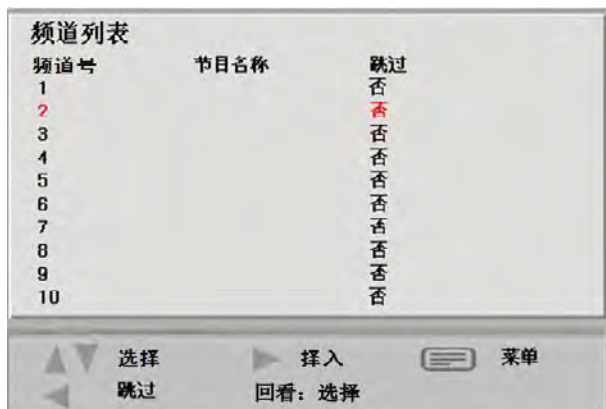 频道列表
频道号 节目名称 跳过
1 否
2 否
3 否
4 否
5 否
6 否
7 否
8 否
9 否
10 否
选择 择入 菜单
跳过 回看：选择